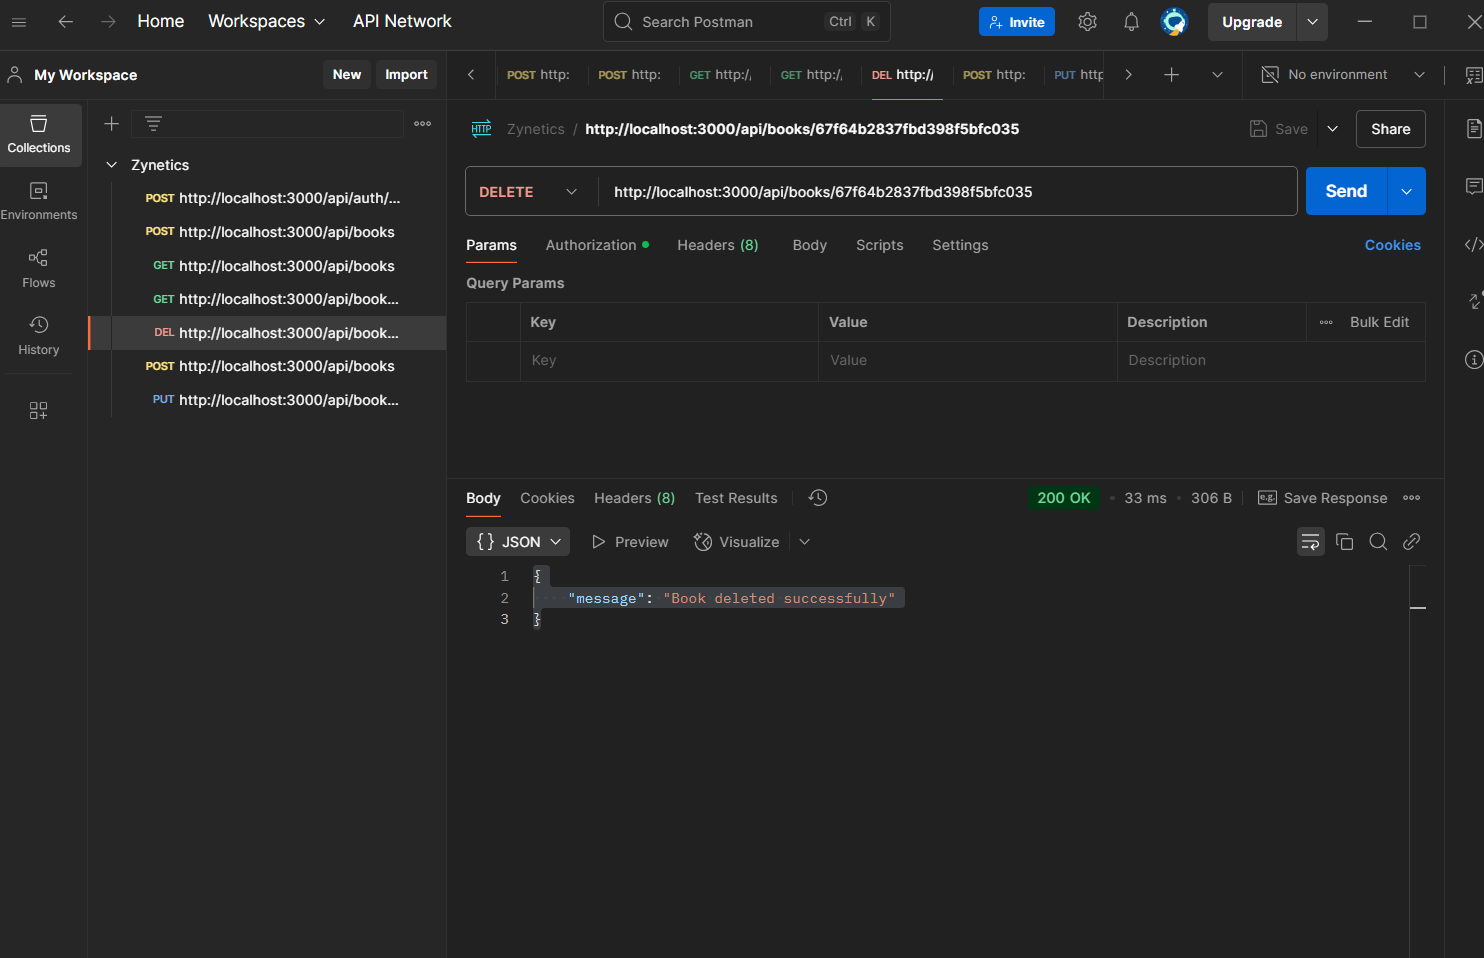 Home Workspaces API Network Search Postman Ctrl K Invite Upgrade
My Workspace New Import
POST http: POST http: GET http:/ GET http:/ DEL http:// POST http: PUT http No environment
Collections
Environments
Flows
History
Zynetics
POST http://localhost:3000/api/auth/...
POST http://localhost:3000/api/books
GET http://localhost:3000/api/books
GET http://localhost:3000/api/book...
DEL http://localhost:3000/api/book...
POST http://localhost:3000/api/books
PUT http://localhost:3000/api/book...
HTTP Zynetics / http://localhost:3000/api/books/67f64b2837fbd398f5bfc035 Save Share
DELETE http://localhost:3000/api/books/67f64b2837fbd398f5bfc035 Send
Params Authorization Headers (8) Body Scripts Settings Cookies
Query Params
Key Value Description Bulk Edit
Key Value Description
Body Cookies Headers (8) Test Results 200 OK 33 ms 306 B e.g. Save Response
{} JSON Preview Visualize
1 {
2 "message": "Book deleted successfully"
3 }